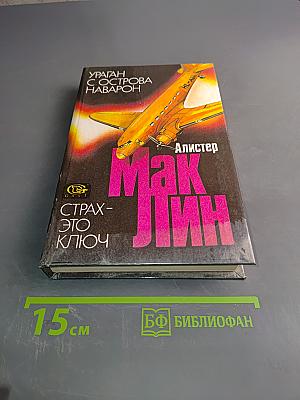 УРАГАН
С ОСТРОВА
НАВАРОН
Алистер
Мак
Лин
СТРАХ-
ЭТО
КЛЮЧ
15 см
БФ БИБЛИОФАН